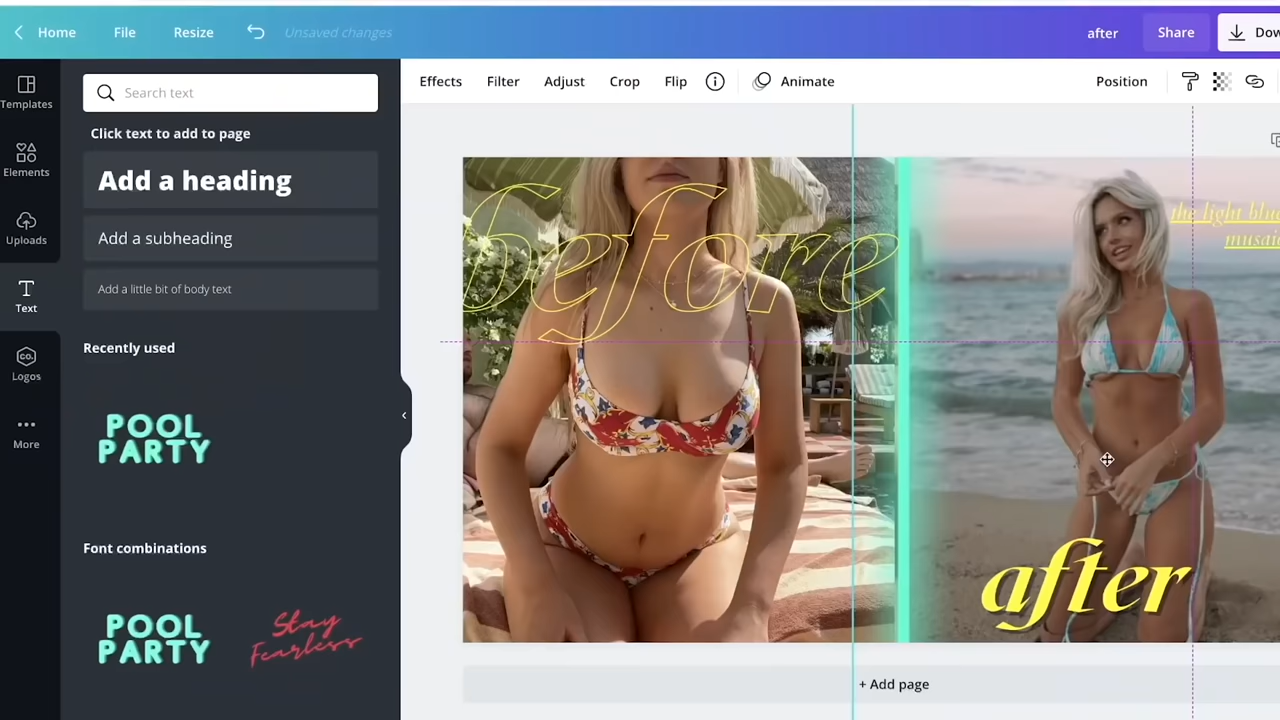 Home File Resize Unsaved changes after Share
Effects Filter Adjust Crop Flip Animate Position
Templates
Elements
Uploads
Text
Logos
More
CO.
Search text
Click text to add to page
Add a heading
Add a subheading
Add a little bit of body text
Recently used
POOL
PARTY
Font combinations
POOL
PARTY
Stay
Fearless
before
the light
after
+ Add page